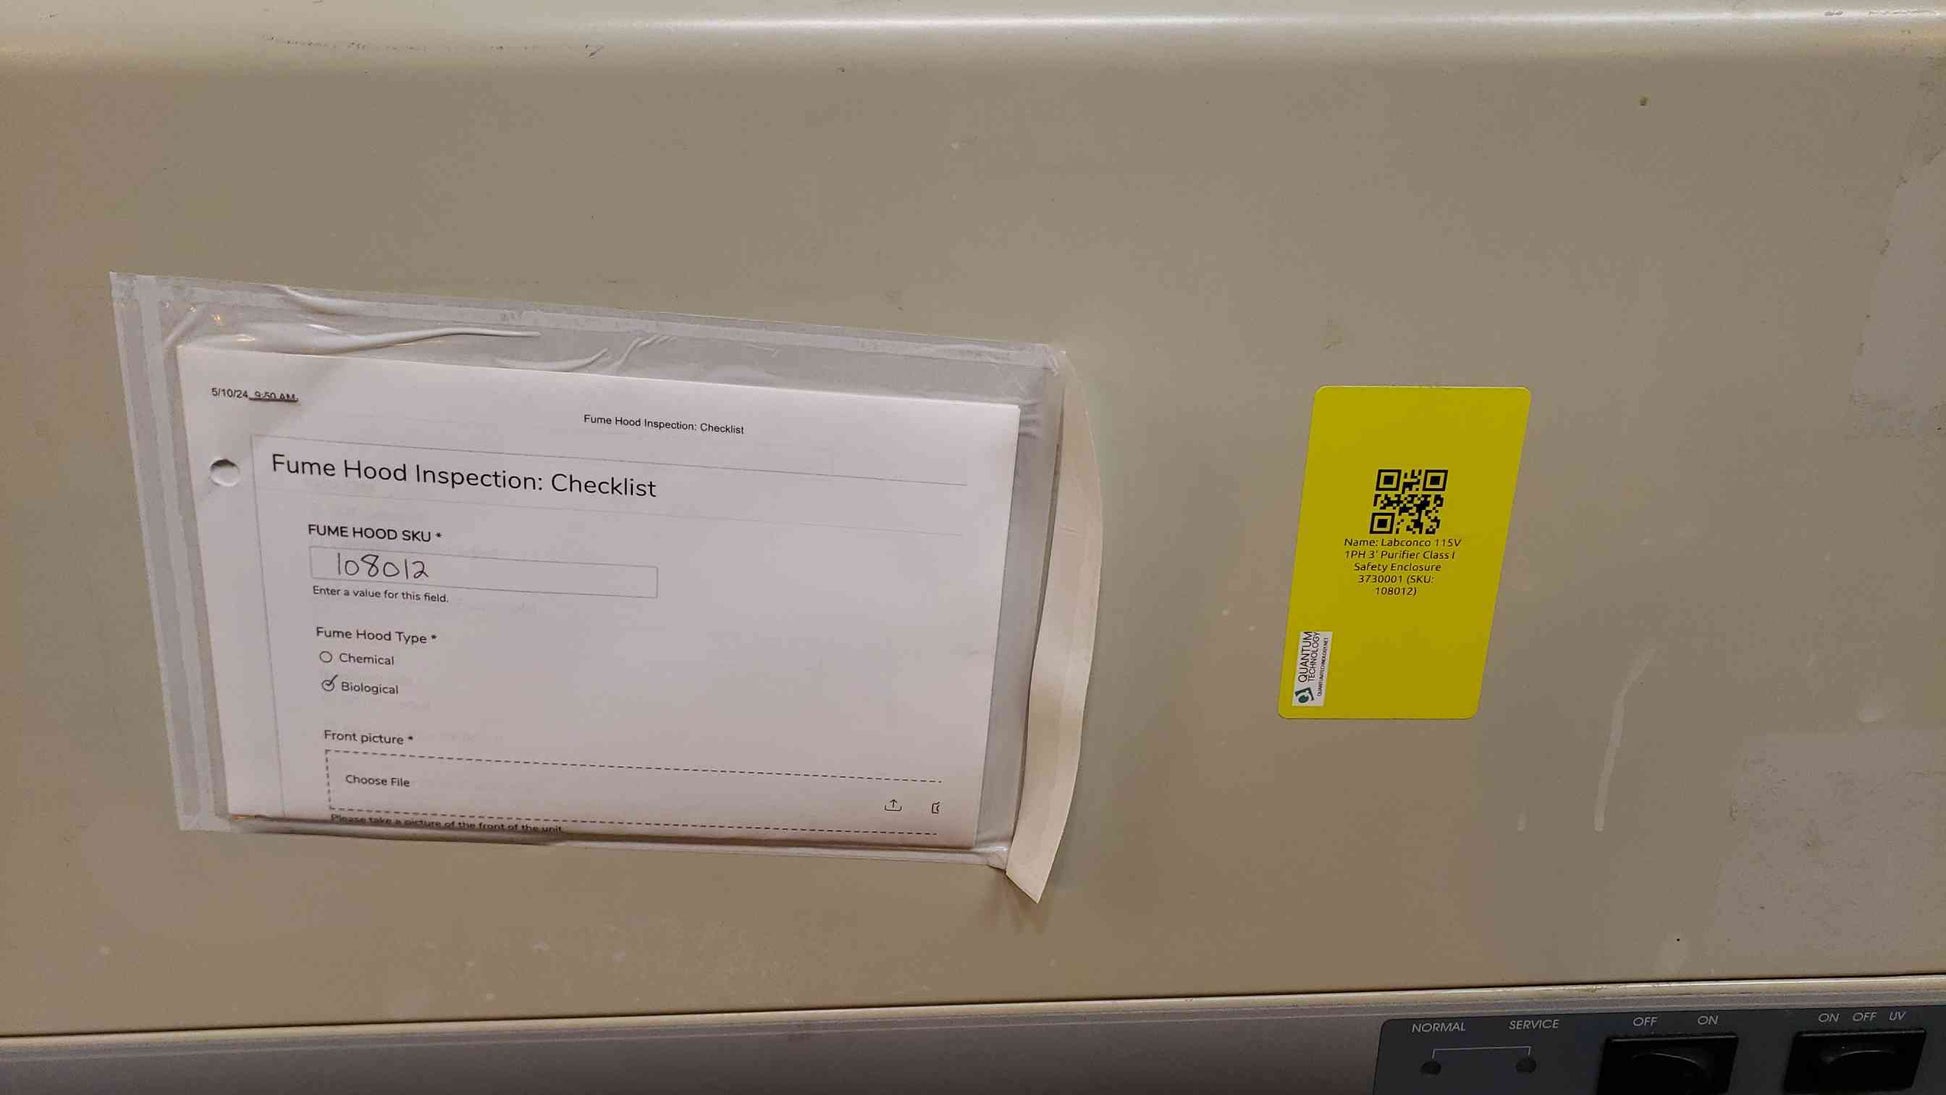 5/10/24, 9:50 AM
Fume Hood Inspection: Checklist
Fume Hood Inspection: Checklist
FUME HOOD SKU *
108012
Enter a value for this field.
Fume Hood Type *
Chemical
Biological
Front picture *
Choose File
Please take a picture of the front of the unit
Name: Labconco 115V
1PH 3' Purifier Class I
Safety Enclosure
3730001 (SKU:
108012)
QUANTUM
TECHNOLOGY
NORMAL SERVICE
OFF ON
ON OFF UV